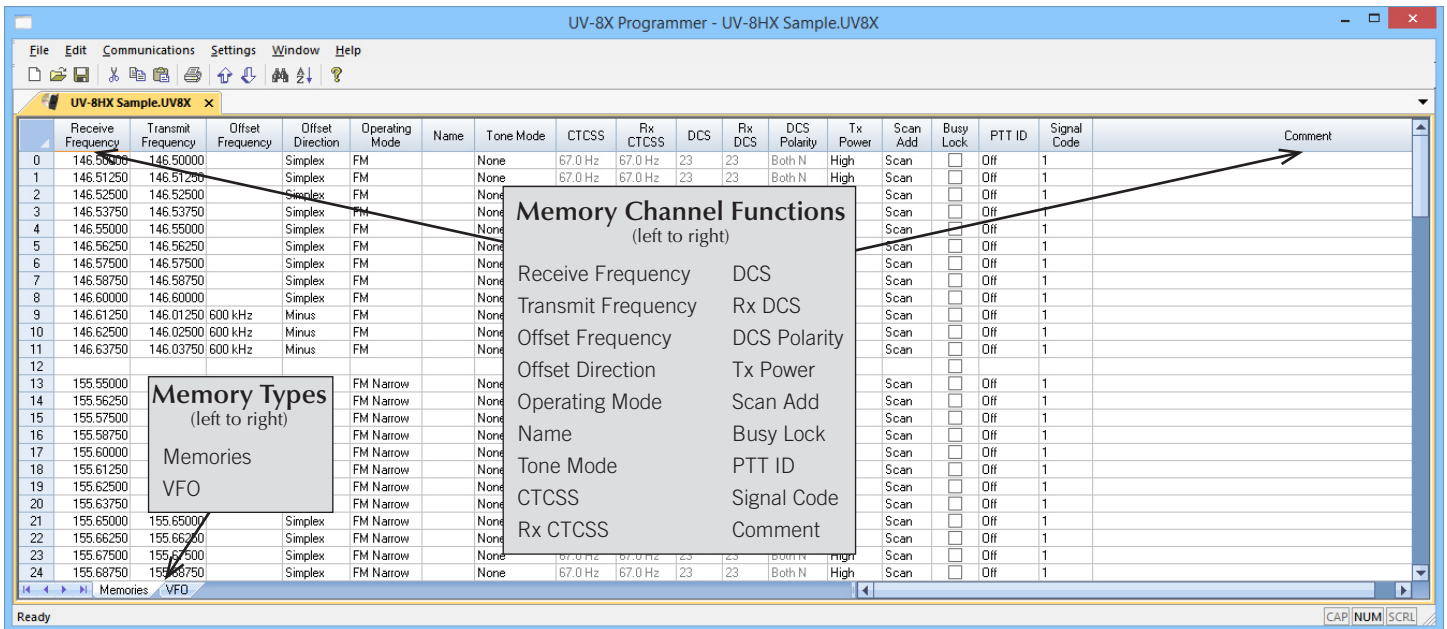 UV-8X Programmer - UV-8HX Sample.UV8X
File Edit Communications Settings Window Help
UV-8HX Sample.UV8X x
Receive Frequency Transmit Frequency Offset Frequency Offset Direction Operating Mode Name Tone Mode CTCSS Rx CTCSS DCS Rx DCS DCS Polarity Tx Power Scan Add Busy Lock PTT ID Signal Code Comment
0 146.50000 146.50000 Simplex FM None 67.0 Hz 67.0 Hz 23 23 Both N High Scan Off 1
1 146.51250 146.51250 Simplex FM None 67.0 Hz 67.0 Hz 23 23 Both N High Scan Off 1
2 146.52500 146.52500 Simplex FM None Scan Off 1
3 146.53750 146.53750 Simplex FM None Scan Off 1
4 146.55000 146.55000 Simplex FM None Scan Off 1
5 146.56250 146.56250 Simplex FM None Scan Off 1
6 146.57500 146.57500 Simplex FM None Scan Off 1
7 146.58750 146.58750 Simplex FM None Scan Off 1
8 146.60000 146.60000 Simplex FM None Scan Off 1
9 146.61250 146.01250 600 kHz Minus FM None Scan Off 1
10 146.62500 146.02500 600 kHz Minus FM None Scan Off 1
11 146.63750 146.03750 600 kHz Minus FM None Scan Off 1
12
13 155.55000 FM Narrow None Scan Off 1
14 155.56250 FM Narrow None Scan Off 1
15 155.57500 FM Narrow None Scan Off 1
16 155.58750 FM Narrow None Scan Off 1
17 155.60000 FM Narrow None Scan Off 1
18 155.61250 FM Narrow None Scan Off 1
19 155.62500 FM Narrow None Scan Off 1
20 155.63750 FM Narrow None Scan Off 1
21 155.65000 155.65000 Simplex FM Narrow None Scan Off 1
22 155.66250 155.66250 Simplex FM Narrow None Scan Off 1
23 155.67500 155.67500 Simplex FM Narrow None 67.0 Hz 67.0 Hz 23 23 Both N High Scan Off 1
24 155.68750 155.68750 Simplex FM Narrow None 67.0 Hz 67.0 Hz 23 23 Both N High Scan Off 1
Memory Channel Functions
(left to right)
Receive Frequency
Transmit Frequency
Offset Frequency
Offset Direction
Operating Mode
Name
Tone Mode
CTCSS
Rx CTCSS
DCS
Rx DCS
DCS Polarity
Tx Power
Scan Add
Busy Lock
PTT ID
Signal Code
Comment
Memory Types
(left to right)
Memories
VFO
Memories VFO
Ready
CAP NUM SCRL